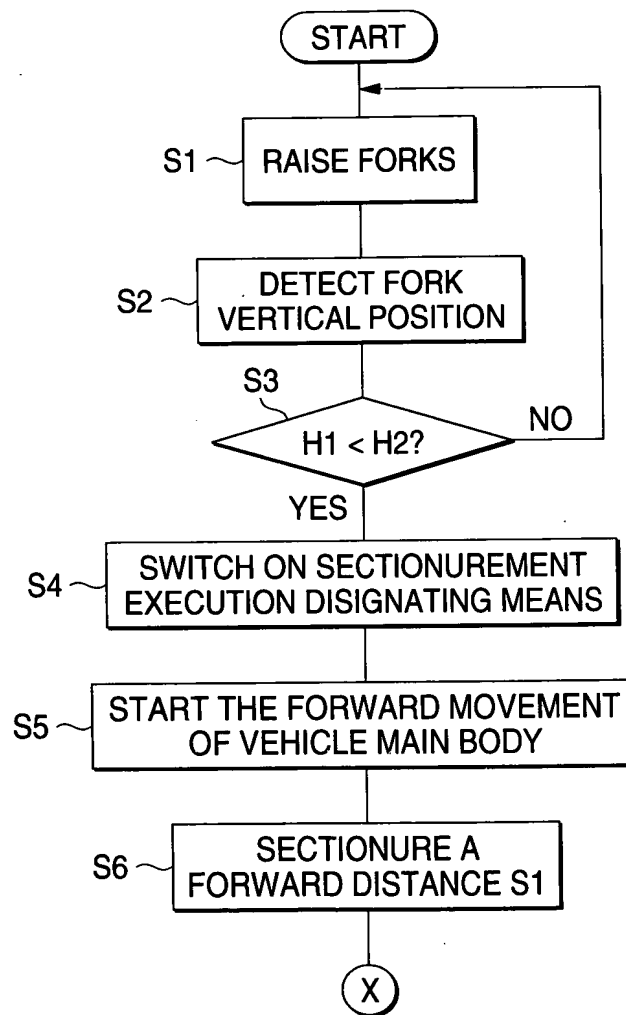 START
S1
RAISE FORKS
S2
DETECT FORK
VERTICAL POSITION
S3
H1 < H2?
NO
YES
S4
SWITCH ON SECTIONUREMENT
EXECUTION DISIGNATING MEANS
S5
START THE FORWARD MOVEMENT
OF VEHICLE MAIN BODY
S6
SECTIONURE A
FORWARD DISTANCE S1
X